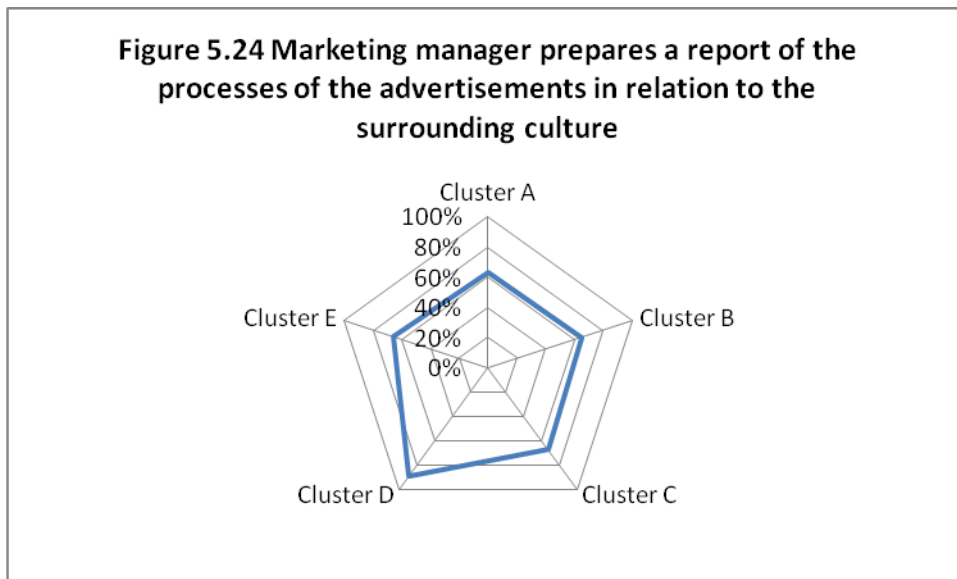 Figure 5.24 Marketing manager prepares a report of the
processes of the advertisements in relation to the
surrounding culture
Cluster A
100%
80%
60%
40%
20%
0%
Cluster E
Cluster B
Cluster D
Cluster C